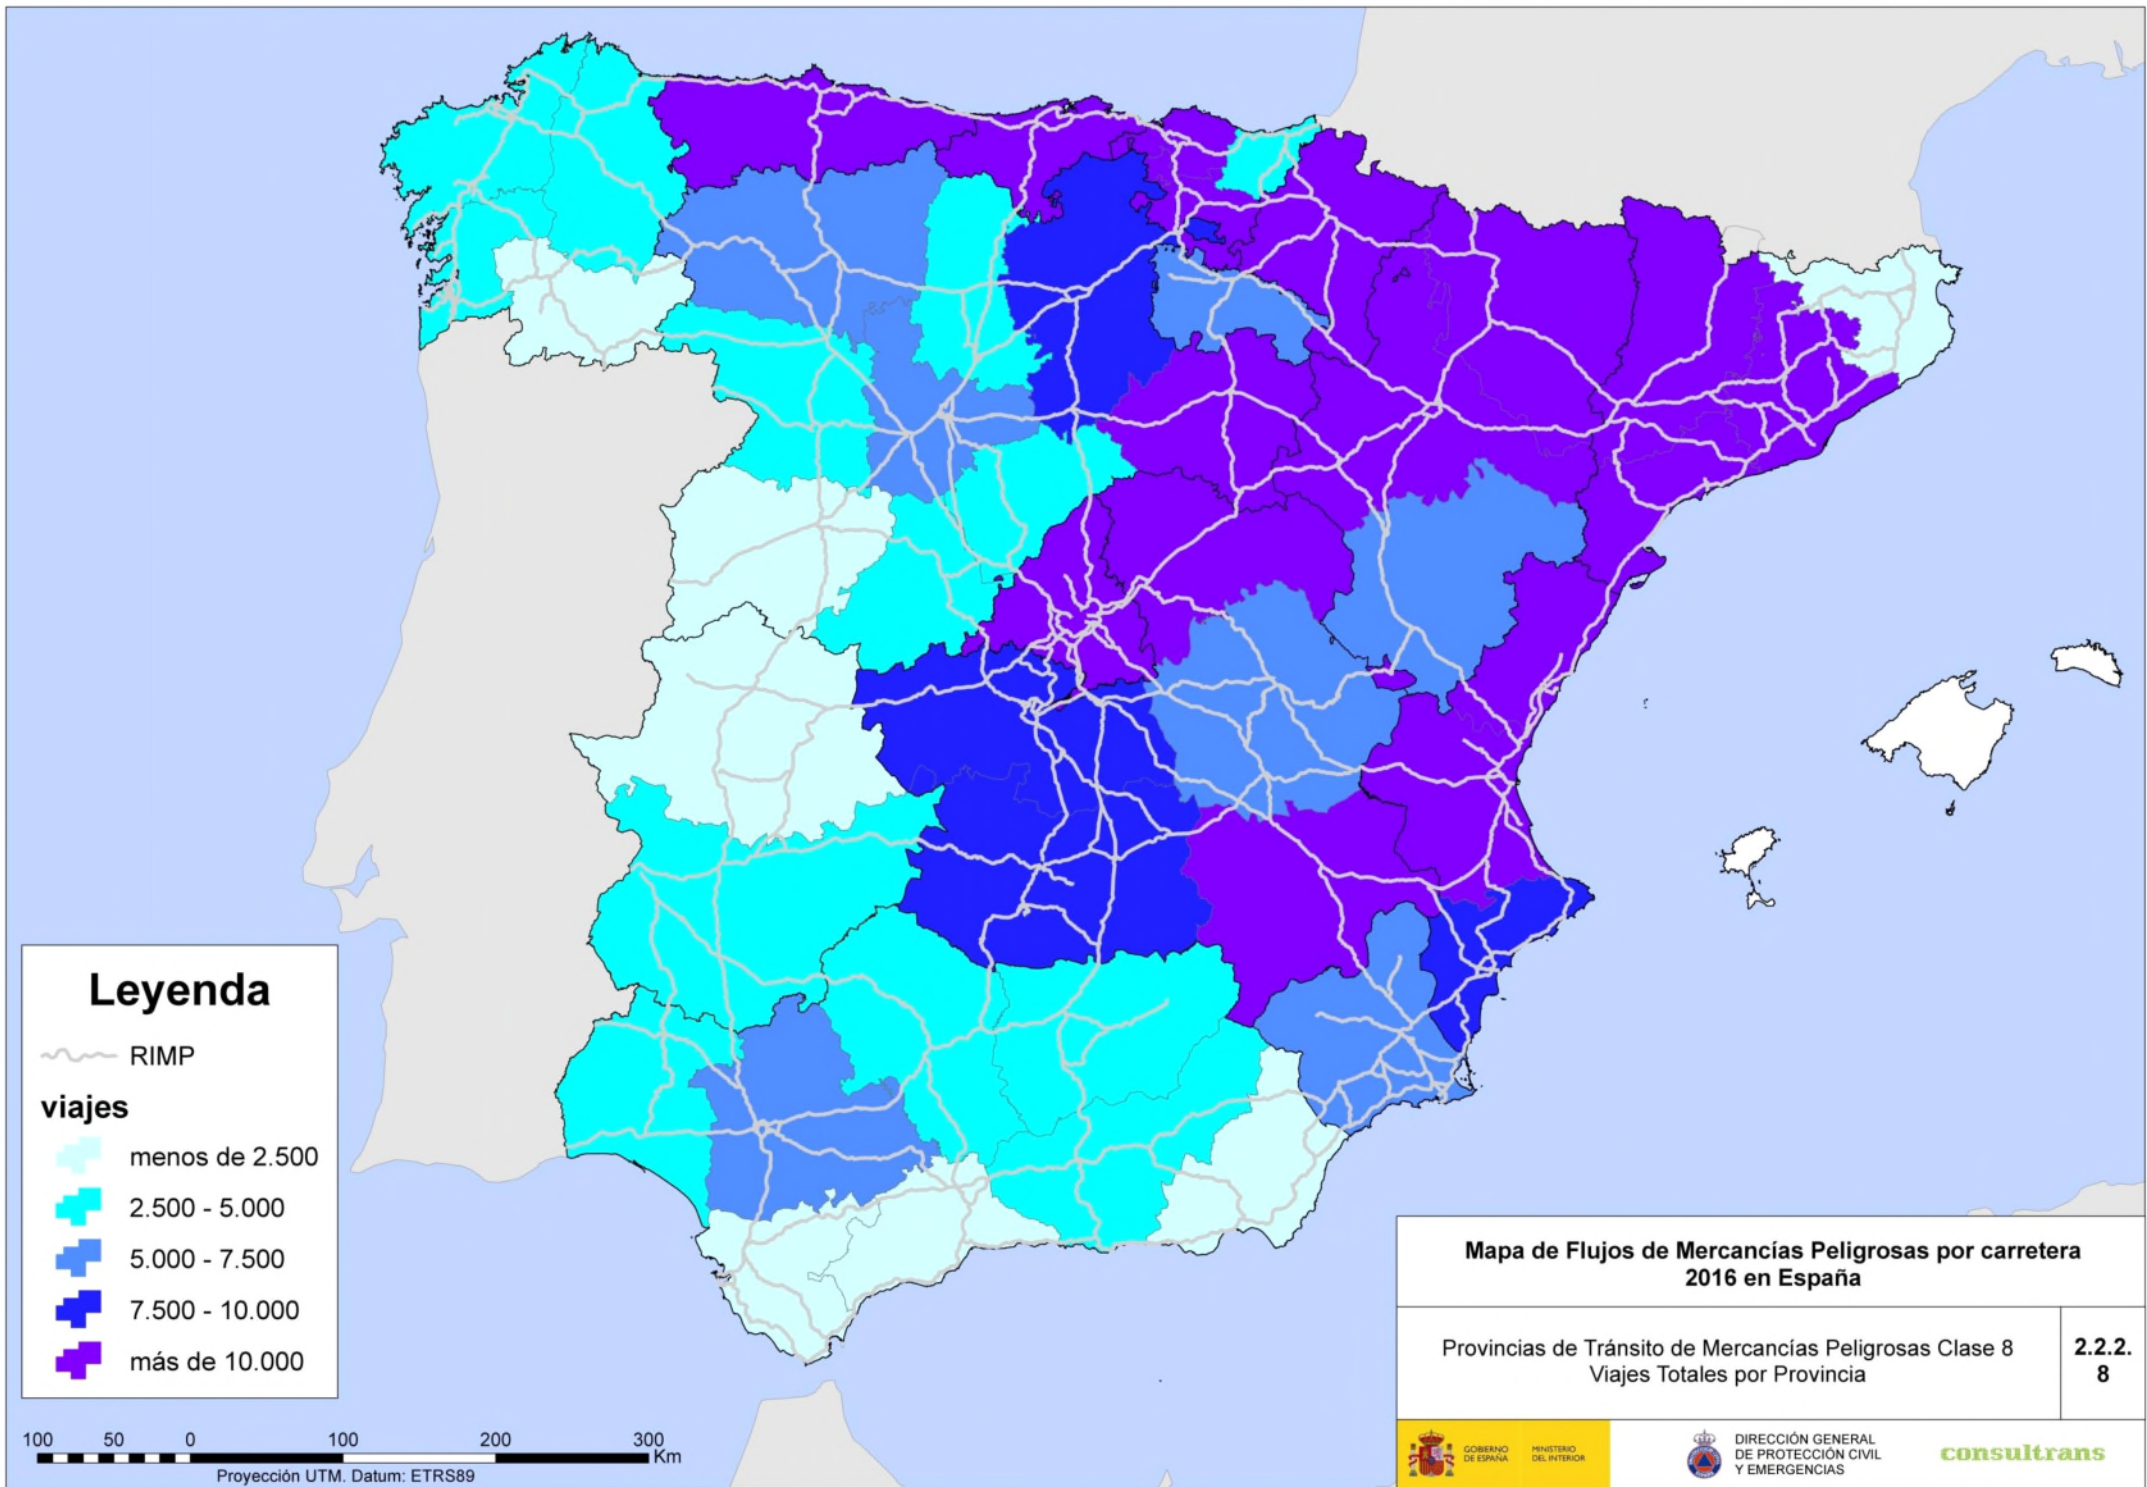 Leyenda
RIMP
viajes
menos de 2.500
2.500 - 5.000
5.000 - 7.500
7.500 - 10.000
más de 10.000
100 50 0 100 200 300
Km
Proyección UTM. Datum: ETRS89
Mapa de Flujos de Mercancías Peligrosas por carretera
2016 en España
Provincias de Tránsito de Mercancías Peligrosas Clase 8
Viajes Totales por Provincia
2.2.2.
8
GOBIERNO
DE ESPAÑA
MINISTERIO
DEL INTERIOR
DIRECCIÓN GENERAL
DE PROTECCIÓN CIVIL
Y EMERGENCIAS
consultrans